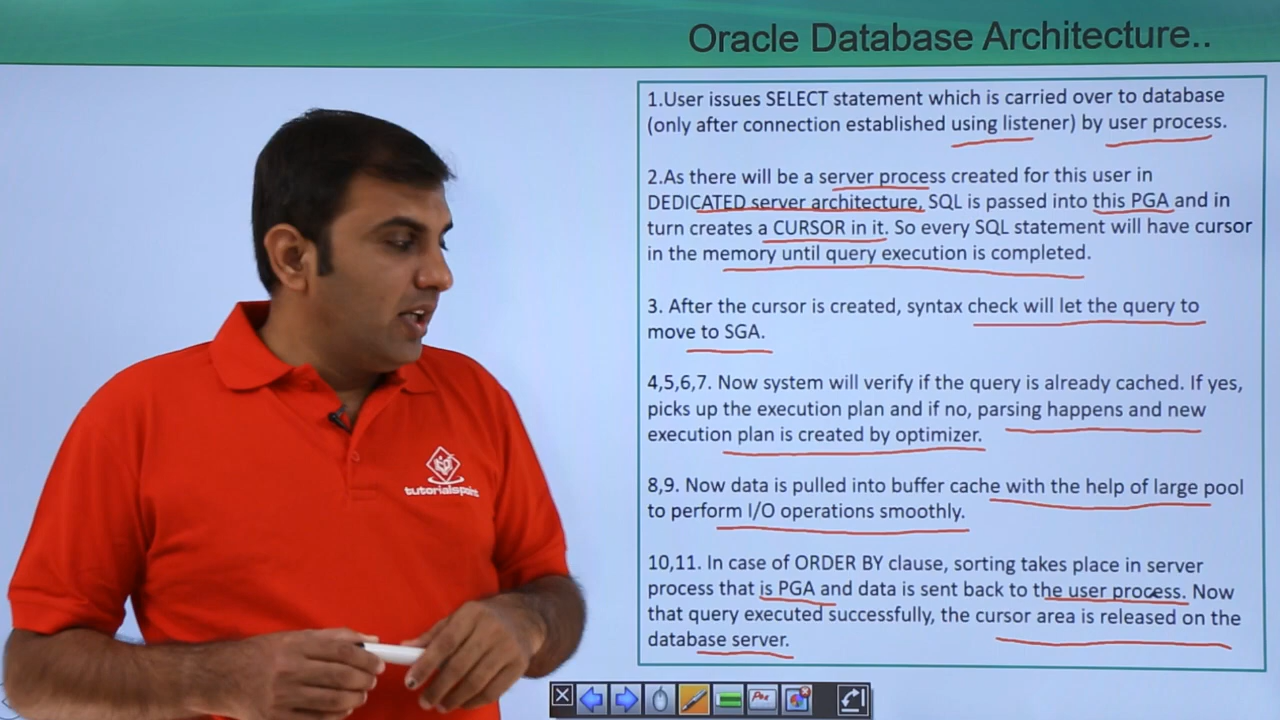 Oracle Database Architecture..
1.User issues SELECT statement which is carried over to database
(only after connection established using listener) by user process.
2.As there will be a server process created for this user in
DEDICATED server architecture, SQL is passed into this PGA and in
turn creates a CURSOR in it. So every SQL statement will have cursor
in the memory until query execution is completed.
3. After the cursor is created, syntax check will let the query to
move to SGA.
4,5,6,7. Now system will verify if the query is already cached. If yes,
picks up the execution plan and if no, parsing happens and new
execution plan is created by optimizer.
8,9. Now data is pulled into buffer cache with the help of large pool
to perform I/O operations smoothly.
10,11. In case of ORDER BY clause, sorting takes place in server
process that is PGA and data is sent back to the user process. Now
that query executed successfully, the cursor area is released on the
database server.
tutorialspoint